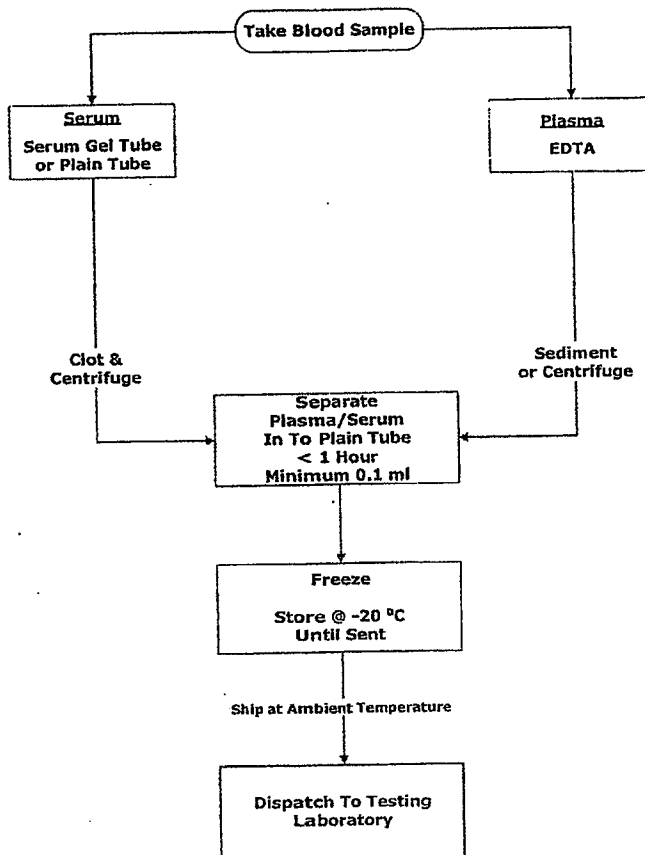 Take Blood Sample
Serum
Serum Gel Tube
or Plain Tube
Plasma
EDTA
Clot &
Centrifuge
Sediment
or Centrifuge
Separate
Plasma/Serum
In To Plain Tube
< 1 Hour
Minimum 0.1 ml
Freeze
Store @ -20 °C
Until Sent
Ship at Ambient Temperature
Dispatch To Testing
Laboratory